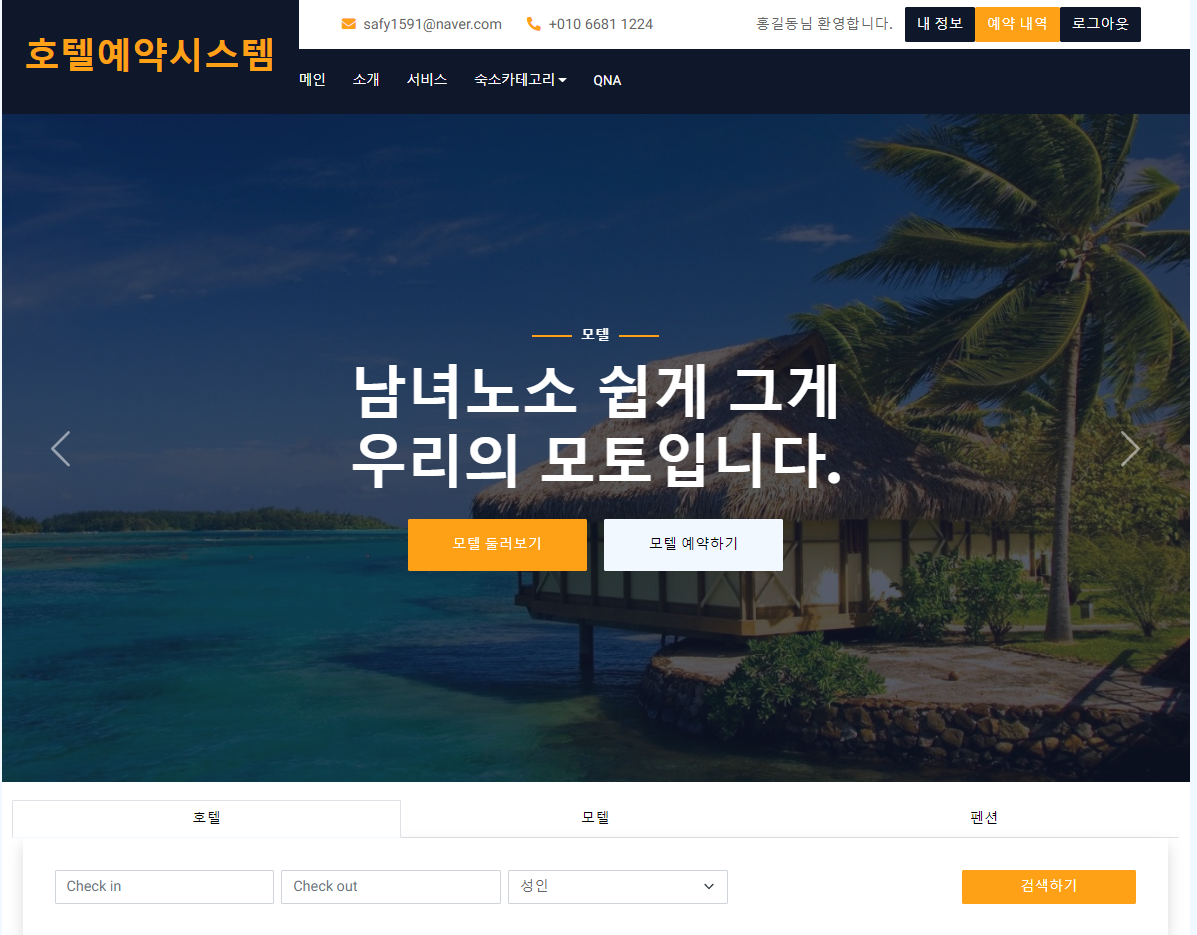 호텔예약시스템
safy1591@naver.com
+010 6681 1224
홍길동님 환영합니다.
내 정보
예약 내역
로그아웃
메인
소개
서비스
숙소카테고리
QNA
모텔
남녀노소 쉽게 그게
우리의 모토입니다.
모텔 둘러보기
모텔 예약하기
호텔
모텔
펜션
Check in
Check out
성인
검색하기